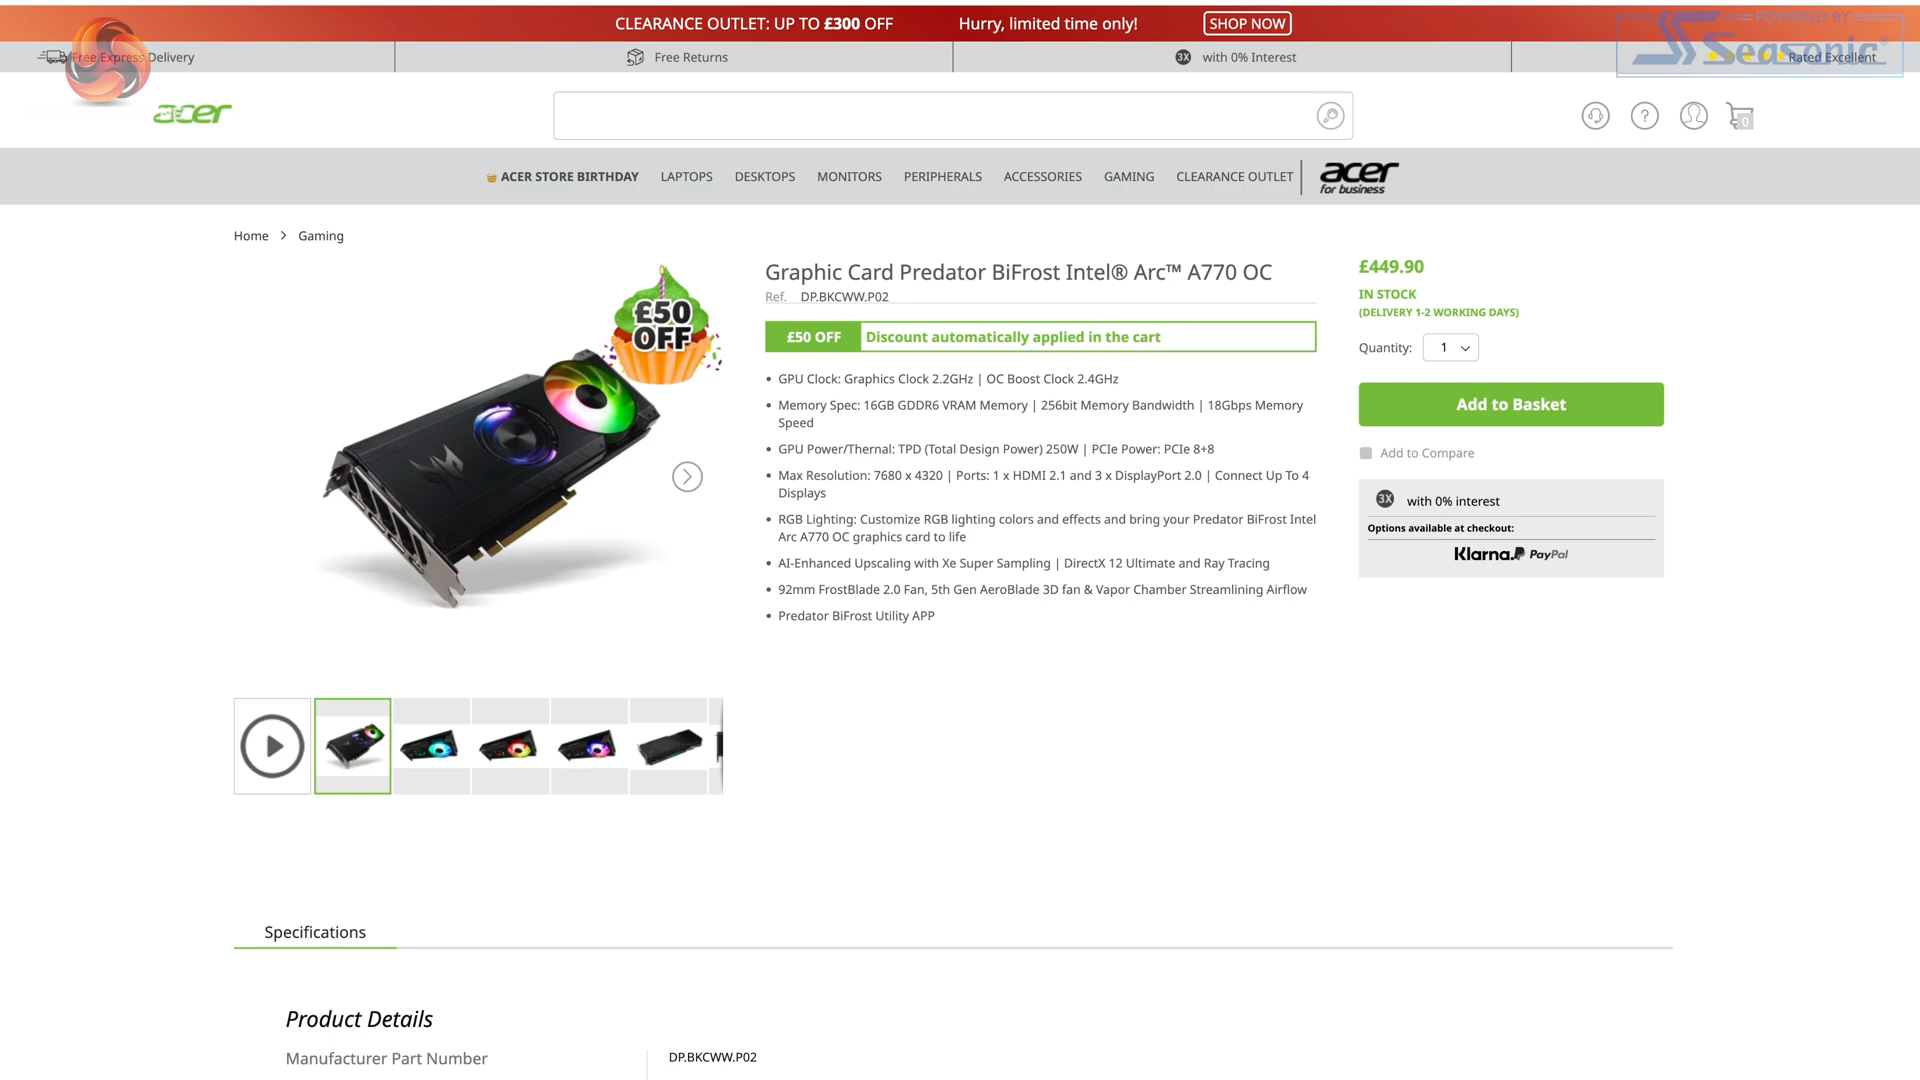 CLEARANCE OUTLET: UP TO £300 OFF Hurry, limited time only! SHOP NOW
POWERED BY
Seasonic®
Free Express Delivery Free Returns 3X with 0% Interest Rated Excellent
acer
0
ACER STORE BIRTHDAY LAPTOPS DESKTOPS MONITORS PERIPHERALS ACCESSORIES GAMING CLEARANCE OUTLET
acer
for business
Home > Gaming
£50
OFF
Graphic Card Predator BiFrost Intel® Arc™ A770 OC
Ref. DP.BKCWW.P02
£50 OFF Discount automatically applied in the cart
• GPU Clock: Graphics Clock 2.2GHz | OC Boost Clock 2.4GHz
• Memory Spec: 16GB GDDR6 VRAM Memory | 256bit Memory Bandwidth | 18Gbps Memory
Speed
• GPU Power/Thernal: TPD (Total Design Power) 250W | PCIe Power: PCIe 8+8
• Max Resolution: 7680 x 4320 | Ports: 1 x HDMI 2.1 and 3 x DisplayPort 2.0 | Connect Up To 4
Displays
• RGB Lighting: Customize RGB lighting colors and effects and bring your Predator BiFrost Intel
Arc A770 OC graphics card to life
• AI-Enhanced Upscaling with Xe Super Sampling | DirectX 12 Ultimate and Ray Tracing
• 92mm FrostBlade 2.0 Fan, 5th Gen AeroBlade 3D fan & Vapor Chamber Streamlining Airflow
• Predator BiFrost Utility APP
£449.90
IN STOCK
(DELIVERY 1-2 WORKING DAYS)
Quantity: 1
Add to Basket
Add to Compare
3X with 0% interest
Options available at checkout:
Klarna. PayPal
Specifications
Product Details
Manufacturer Part Number DP.BKCWW.P02